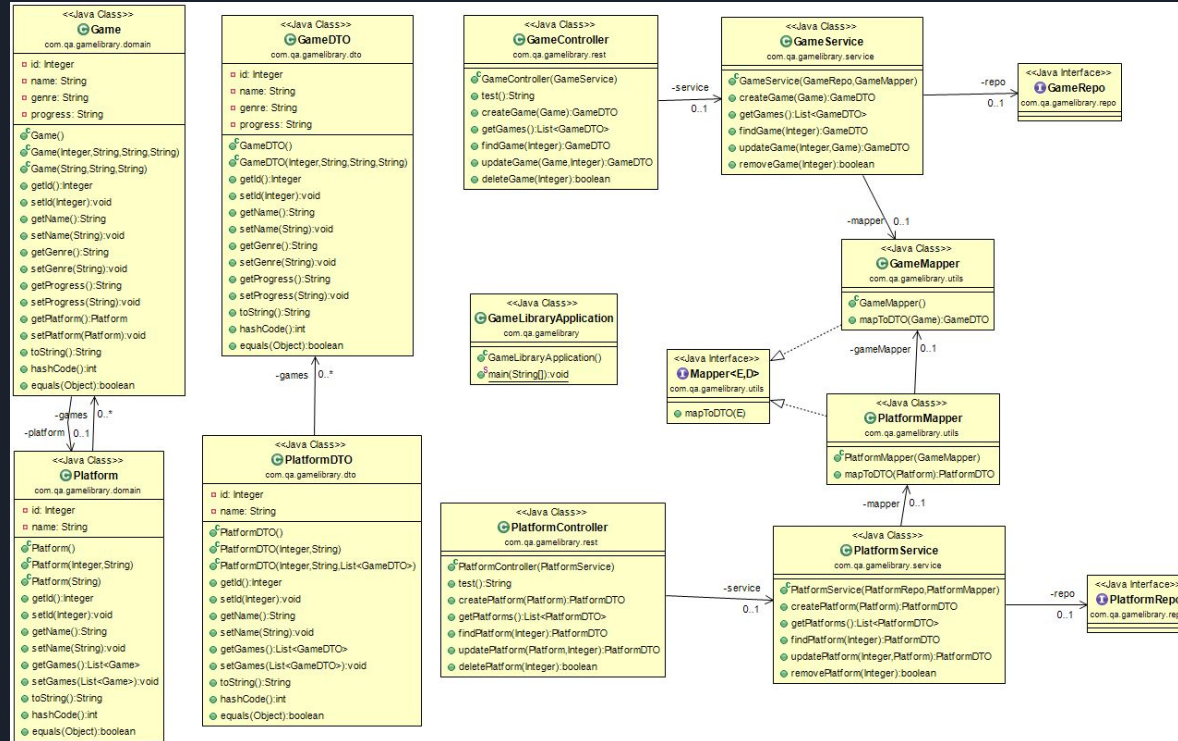 <<Java Class>>
Game
com.qa.gamelibrary.domain
id: Integer
name: String
genre: String
progress: String
Game()
Game(Integer,String,String,String)
Game(String,String,String)
getId():Integer
setId(Integer):void
getName():String
setName(String):void
getGenre():String
setGenre(String):void
getProgress():String
setProgress(String):void
getPlatform():Platform
setPlatform(Platform):void
toString():String
hashCode():int
equals(Object):boolean
-games 0..*
-platform 0..1
<<Java Class>>
Platform
com.qa.gamelibrary.domain
id: Integer
name: String
Platform()
Platform(Integer,String)
Platform(String)
getId():Integer
setId(Integer):void
getName():String
setName(String):void
getGames():List<Game>
setGames(List<Game>):void
toString():String
hashCode():int
equals(Object):boolean
<<Java Class>>
GameDTO
com.qa.gamelibrary.dto
id: Integer
name: String
genre: String
progress: String
GameDTO()
GameDTO(Integer,String,String,String)
getId():Integer
setId(Integer):void
getName():String
setName(String):void
getGenre():String
setGenre(String):void
getProgress():String
setProgress(String):void
toString():String
hashCode():int
equals(Object):boolean
-games 0..*
<<Java Class>>
PlatformDTO
com.qa.gamelibrary.dto
id: Integer
name: String
PlatformDTO()
PlatformDTO(Integer,String)
PlatformDTO(Integer,String,List<GameDTO>)
getId():Integer
setId(Integer):void
getName():String
setName(String):void
getGames():List<GameDTO>
setGames(List<GameDTO>):void
toString():String
hashCode():int
equals(Object):boolean
<<Java Class>>
GameController
com.qa.gamelibrary.rest
GameController(GameService)
test():String
createGame(Game):GameDTO
getGames():List<GameDTO>
findGame(Integer):GameDTO
updateGame(Game,Integer):GameDTO
deleteGame(Integer):boolean
-service
0..1
<<Java Class>>
GameService
com.qa.gamelibrary.service
GameService(GameRepo,GameMapper)
createGame(Game):GameDTO
getGames():List<GameDTO>
findGame(Integer):GameDTO
updateGame(Integer,Game):GameDTO
removeGame(Integer):boolean
-repo
0..1
<<Java Interface>>
GameRepo
com.qa.gamelibrary.repo
-mapper 0..1
<<Java Class>>
GameMapper
com.qa.gamelibrary.utils
GameMapper()
mapToDTO(Game):GameDTO
-gameMapper 0..1
<<Java Class>>
GameLibraryApplication
com.qa.gamelibrary
GameLibraryApplication()
main(String[]):void
<<Java Interface>>
Mapper<E,D>
com.qa.gamelibrary.utils
mapToDTO(E)
<<Java Class>>
PlatformMapper
com.qa.gamelibrary.utils
PlatformMapper(GameMapper)
mapToDTO(Platform):PlatformDTO
-mapper 0..1
<<Java Class>>
PlatformController
com.qa.gamelibrary.rest
PlatformController(PlatformService)
test():String
createPlatform(Platform):PlatformDTO
getPlatforms():List<PlatformDTO>
findPlatform(Integer):PlatformDTO
updatePlatform(Platform,Integer):PlatformDTO
deletePlatform(Integer):boolean
-service
0..1
<<Java Class>>
PlatformService
com.qa.gamelibrary.service
PlatformService(PlatformRepo,PlatformMapper)
createPlatform(Platform):PlatformDTO
getPlatforms():List<PlatformDTO>
findPlatform(Integer):PlatformDTO
updatePlatform(Integer,Platform):PlatformDTO
removePlatform(Integer):boolean
-repo
0..1
<<Java Interface>>
PlatformRepo
com.qa.gamelibrary.rep